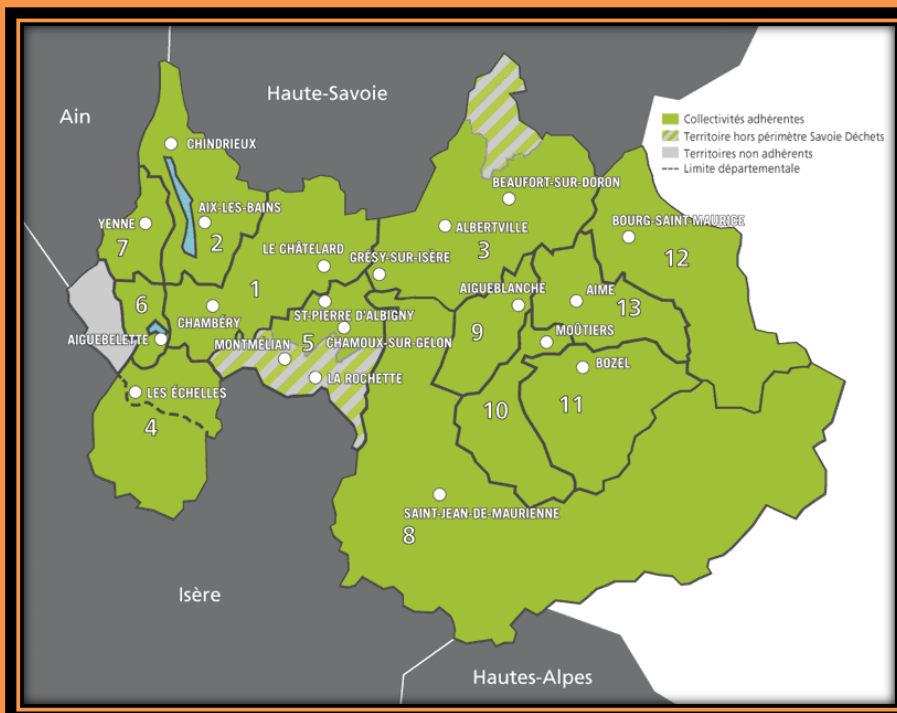 Haute-Savoie
Ain
Collectivités adhérentes
Territoire hors périmètre Savoie Déchets
Territoires non adhérents
Limite départementale
CHINDRIEUX
BEAUFORT-SUR-DORON
AIX-LES-BAINS
YENNE
7
2
ALBERTVILLE
3
BOURG-SAINT-MAURICE
12
LE CHÂTELARD
GRÉSY-SUR-ISÈRE
1
6
AIGUEBLANCHE
AIME
13
CHAMBÉRY
ST-PIERRE D'ALBIGNY
9
MOÛTIERS
AIGUEBELETTE
5
CHAMOUX-SUR-GELON
MONTMÉLIAN
BOZEL
LA ROCHETTE
LES ÉCHELLES
10
11
4
SAINT-JEAN-DE-MAURIENNE
8
Isère
Hautes-Alpes